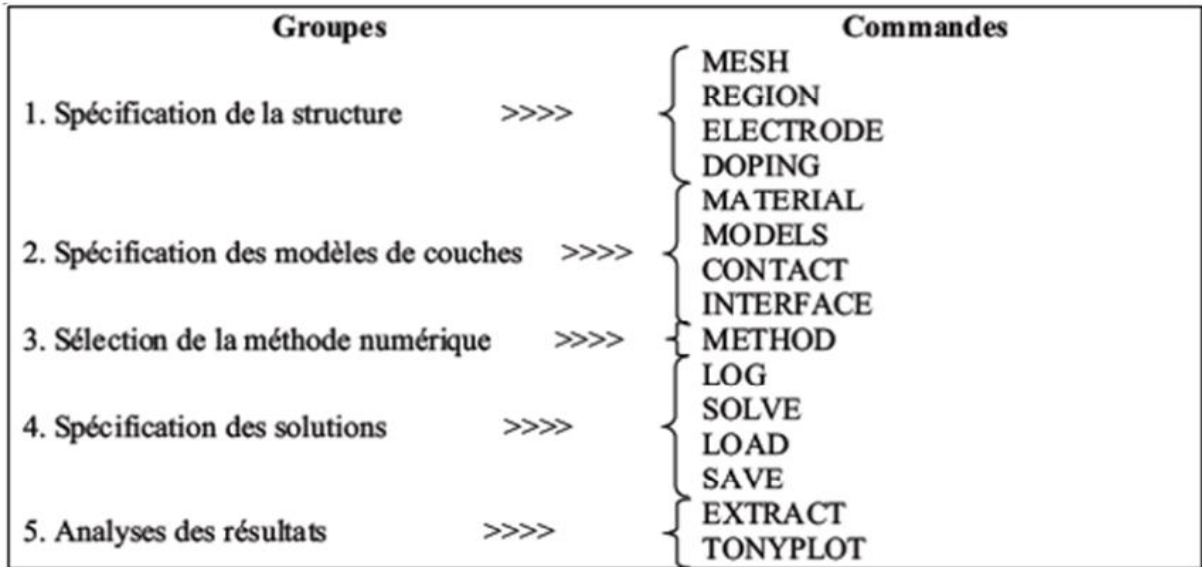 Groupes Commandes
MESH
REGION
1. Spécification de la structure >>>>
ELECTRODE
DOPING
MATERIAL
MODELS
2. Spécification des modèles de couches >>>>
CONTACT
INTERFACE
3. Sélection de la méthode numérique >>>> METHOD
LOG
SOLVE
4. Spécification des solutions >>>>
LOAD
SAVE
EXTRACT
5. Analyses des résultats >>>>
TONYPLOT